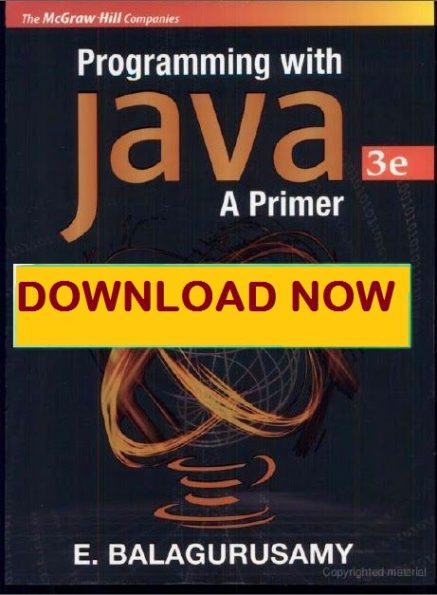 The McGraw-Hill Companies
Programming with
java
3e
A Primer
DOWNLOAD NOW
E. BALAGURUSAMY
Copyrighted material